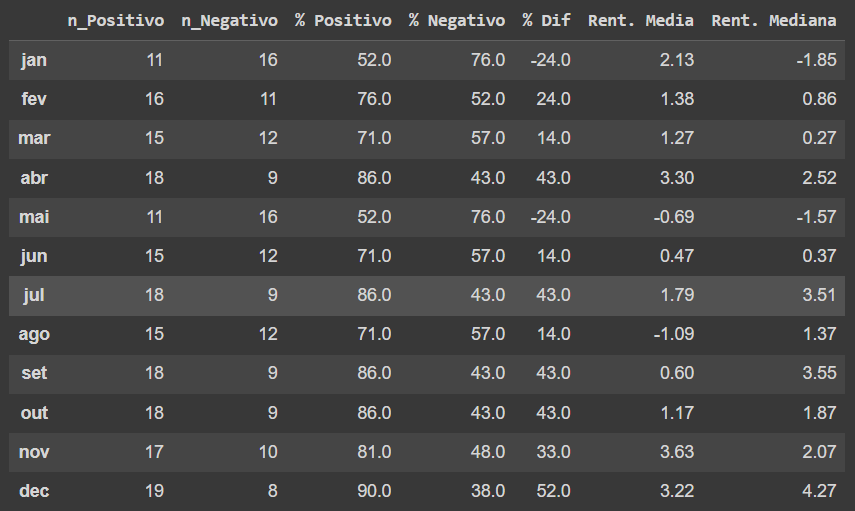 n_Positivo n_Negativo % Positivo % Negativo % Dif Rent. Media Rent. Mediana
jan 11 16 52.0 76.0 -24.0 2.13 -1.85
fev 16 11 76.0 52.0 24.0 1.38 0.86
mar 15 12 71.0 57.0 14.0 1.27 0.27
abr 18 9 86.0 43.0 43.0 3.30 2.52
mai 11 16 52.0 76.0 -24.0 -0.69 -1.57
jun 15 12 71.0 57.0 14.0 0.47 0.37
jul 18 9 86.0 43.0 43.0 1.79 3.51
ago 15 12 71.0 57.0 14.0 -1.09 1.37
set 18 9 86.0 43.0 43.0 0.60 3.55
out 18 9 86.0 43.0 43.0 1.17 1.87
nov 17 10 81.0 48.0 33.0 3.63 2.07
dec 19 8 90.0 38.0 52.0 3.22 4.27